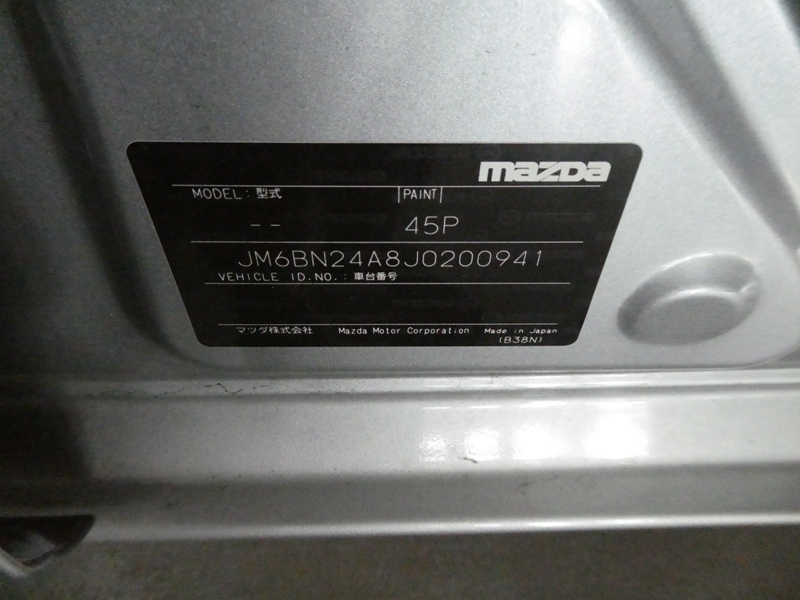 mazda
MODEL : 型式 PAINT
-- 45P
JM6BN24A8J0200941
VEHICLE ID.NO. : 車台番号
マツダ株式会社 Mazda Motor Corporation Made in Japan
(B38N)